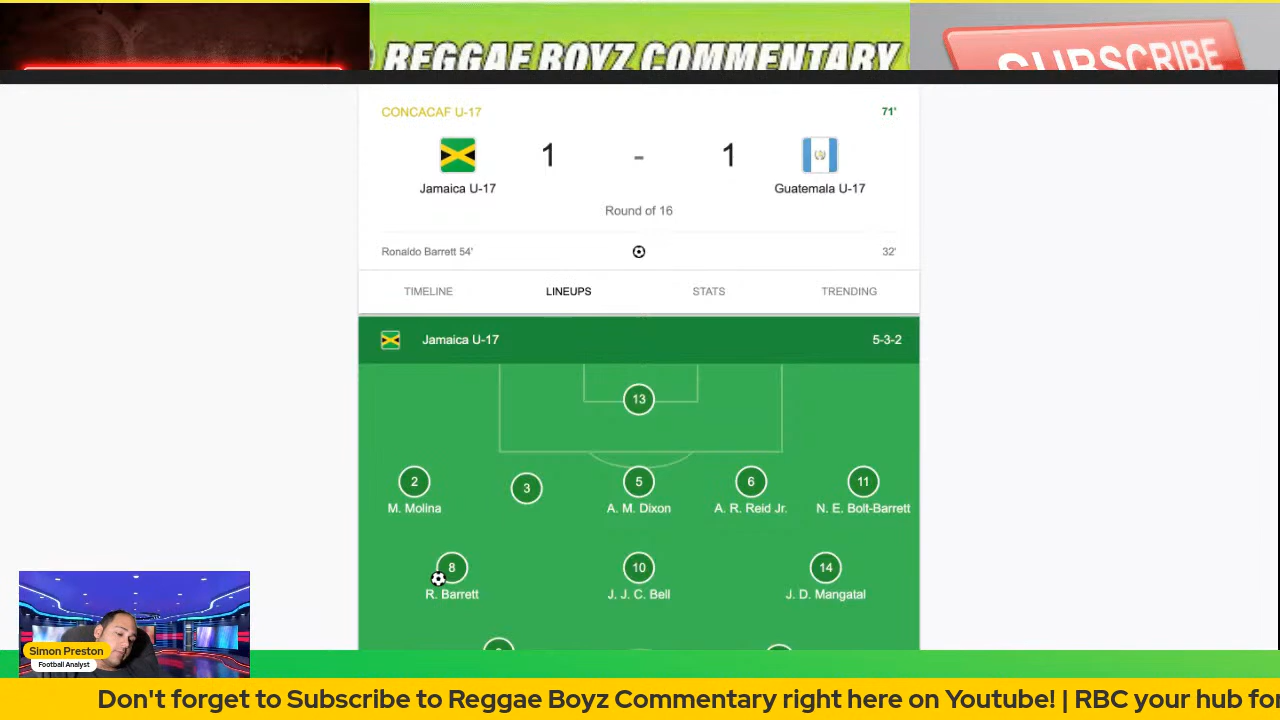 REGGAE BOYZ COMMENTARY
SUBSCRIBE
CONCACAF U-17
71'
1 - 1
Jamaica U-17
Guatemala U-17
Round of 16
Ronaldo Barrett 54'
32'
TIMELINE
LINEUPS
STATS
TRENDING
Jamaica U-17
5-3-2
13
2
3
5
6
11
M. Molina
A. M. Dixon
A. R. Reid Jr.
N. E. Bolt-Barrett
8
10
14
R. Barrett
J. J. C. Bell
J. D. Mangatal
Simon Preston
Football Analyst
Don't forget to Subscribe to Reggae Boyz Commentary right here on Youtube! | RBC your hub for